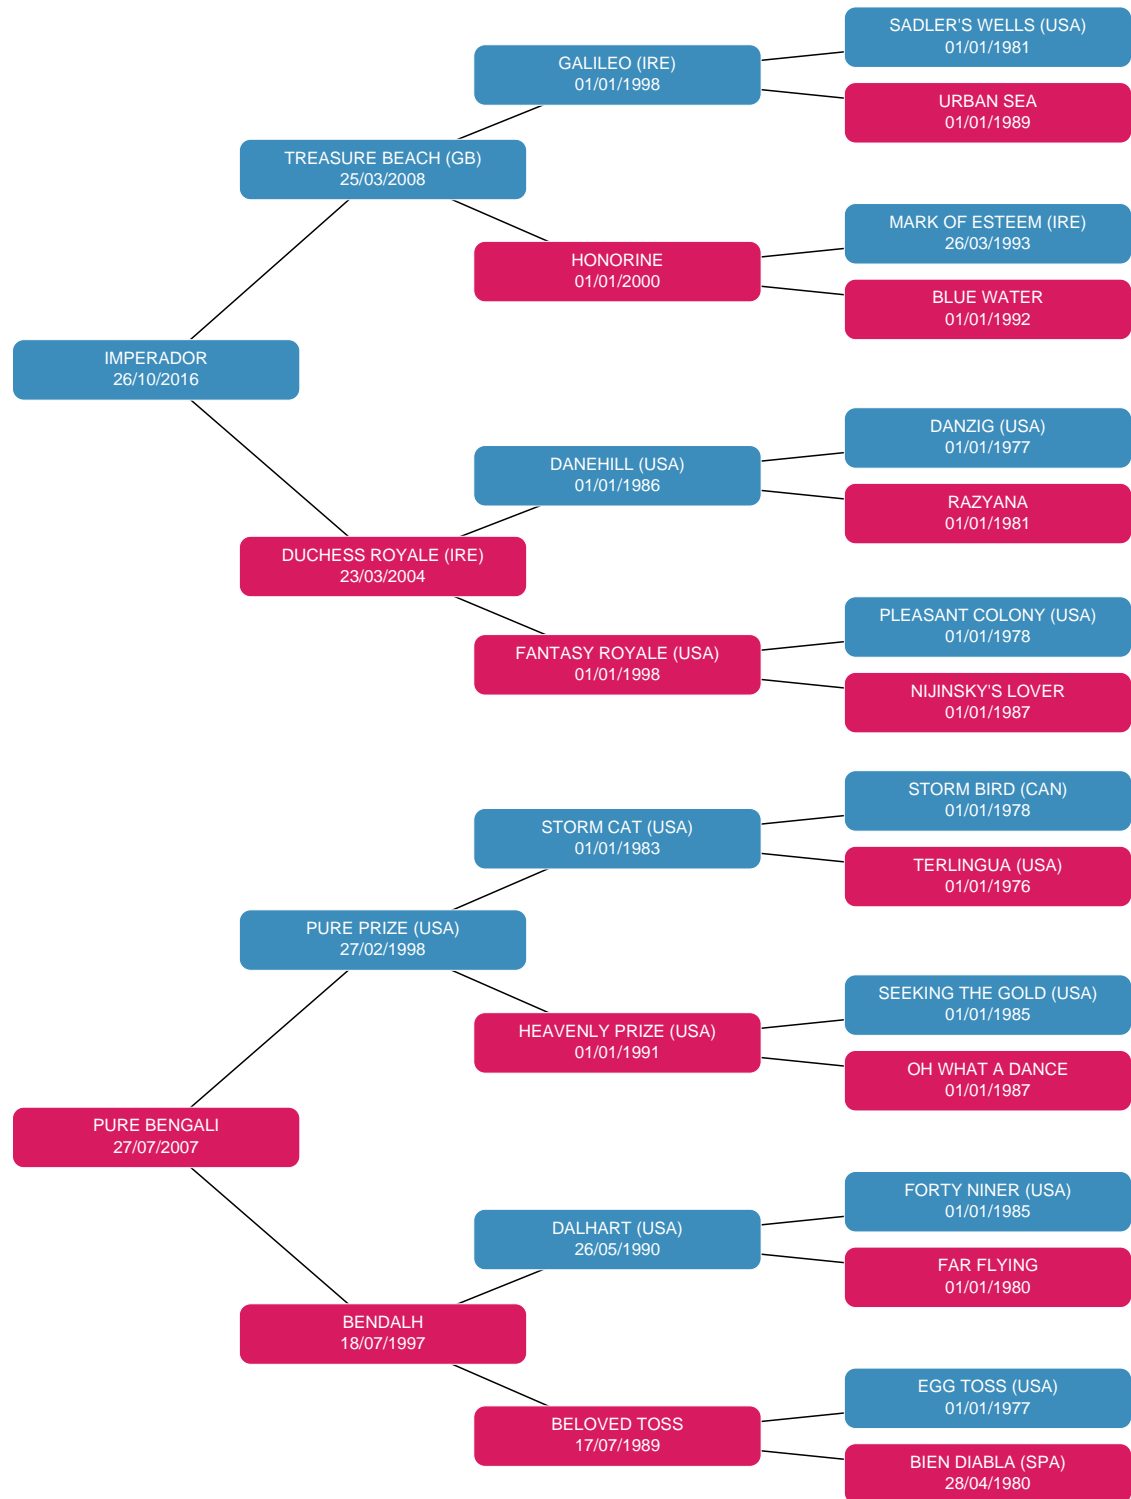 SADLER'S WELLS (USA)
01/01/1981
GALILEO (IRE)
01/01/1998
URBAN SEA
01/01/1989
TREASURE BEACH (GB)
25/03/2008
MARK OF ESTEEM (IRE)
26/03/1993
HONORINE
01/01/2000
BLUE WATER
01/01/1992
IMPERADOR
26/10/2016
DANZIG (USA)
01/01/1977
DANEHILL (USA)
01/01/1986
RAZYANA
01/01/1981
DUCHESS ROYALE (IRE)
23/03/2004
PLEASANT COLONY (USA)
01/01/1978
FANTASY ROYALE (USA)
01/01/1998
NIJINSKY'S LOVER
01/01/1987
STORM BIRD (CAN)
01/01/1978
STORM CAT (USA)
01/01/1983
TERLINGUA (USA)
01/01/1976
PURE PRIZE (USA)
27/02/1998
SEEKING THE GOLD (USA)
01/01/1985
HEAVENLY PRIZE (USA)
01/01/1991
OH WHAT A DANCE
01/01/1987
PURE BENGALI
27/07/2007
FORTY NINER (USA)
01/01/1985
DALHART (USA)
26/05/1990
FAR FLYING
01/01/1980
BENDALH
18/07/1997
EGG TOSS (USA)
01/01/1977
BELOVED TOSS
17/07/1989
BIEN DIABLA (SPA)
28/04/1980